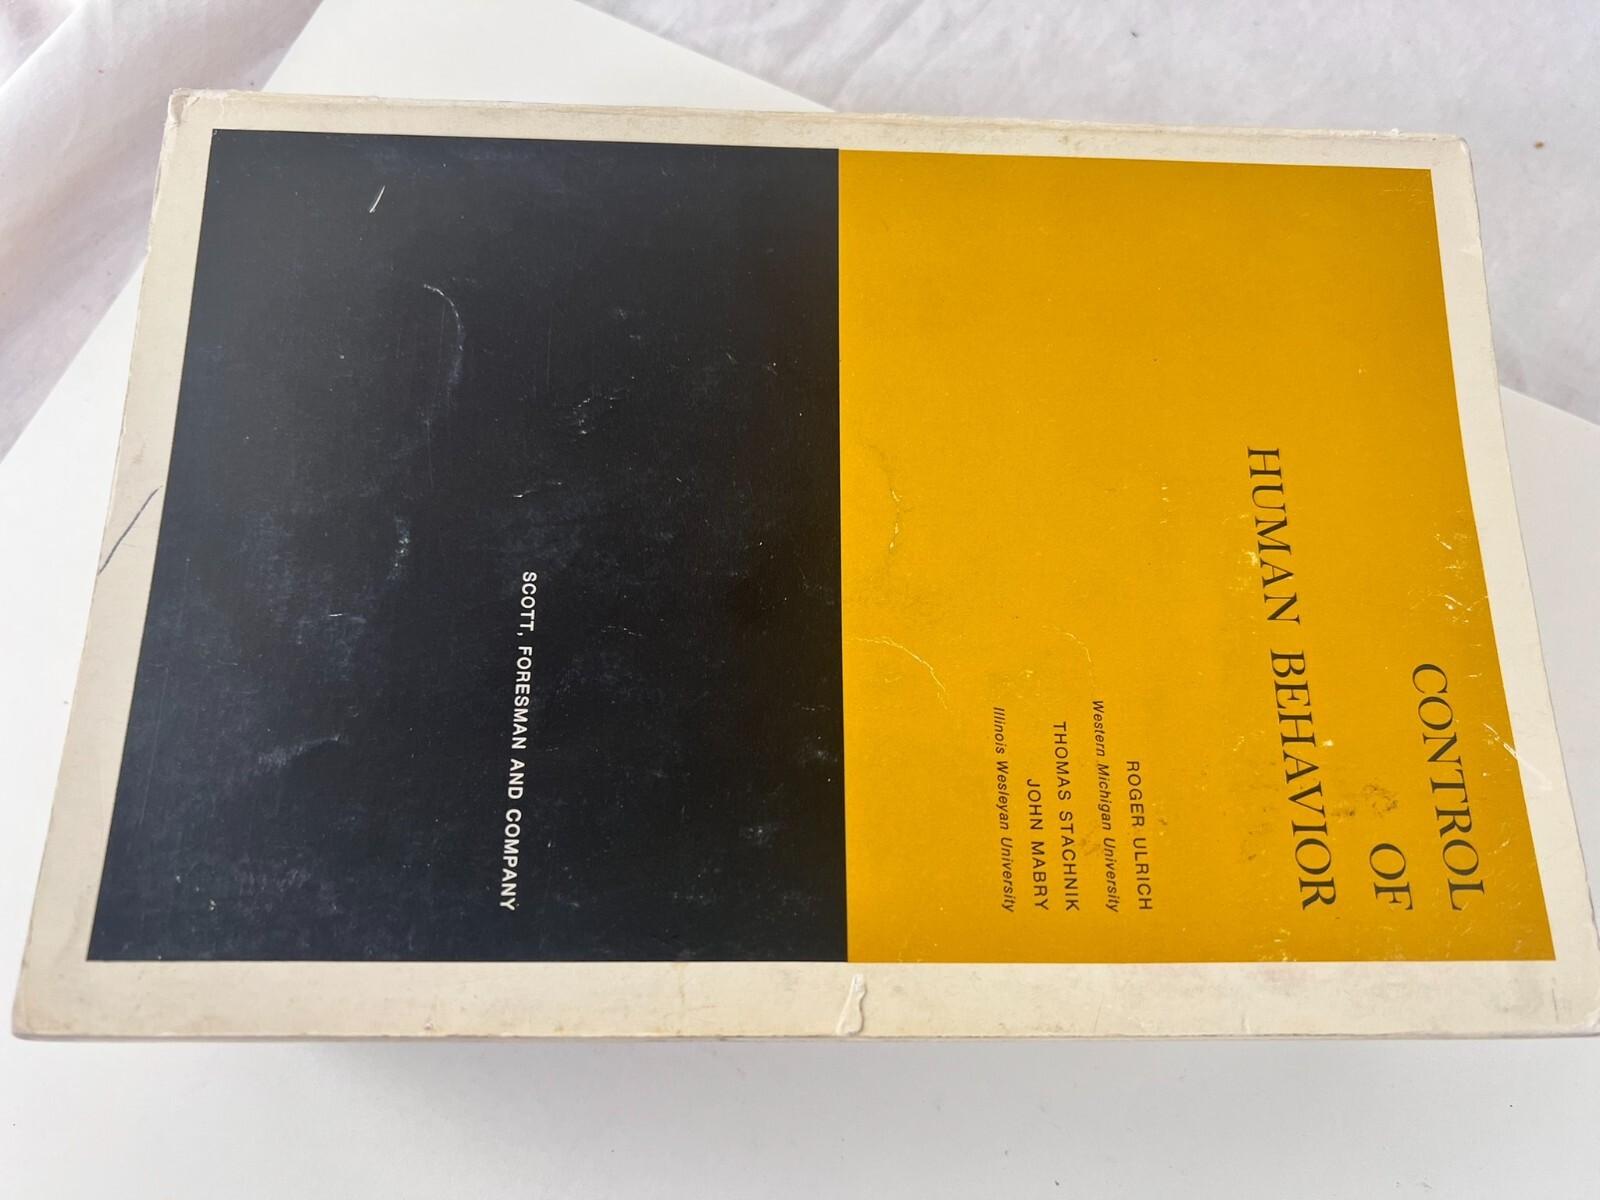 CONTROL
OF
HUMAN BEHAVIOR
ROGER ULRICH
Western Michigan University
THOMAS STACHNIK
JOHN MABRY
Illinois Wesleyan University
SCOTT, FORESMAN AND COMPANY